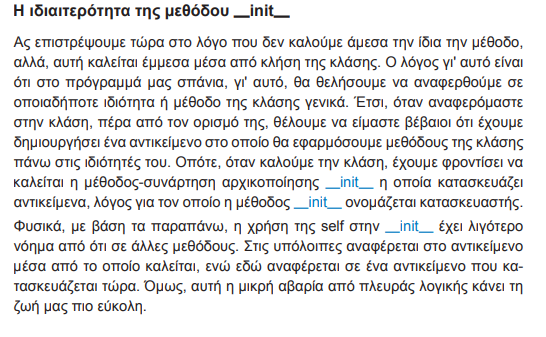 Η ιδιαιτερότητα της μεθόδου __init__
Ας επιστρέψουμε τώρα στο λόγο που δεν καλούμε άμεσα την ίδια την μέθοδο,
αλλά, αυτή καλείται έμμεσα μέσα από κλήση της κλάσης. Ο λόγος γι' αυτό είναι
ότι στο πρόγραμμά μας σπάνια, γι' αυτό, θα θελήσουμε να αναφερθούμε σε
οποιαδήποτε ιδιότητα ή μέθοδο της κλάσης γενικά. Έτσι, όταν αναφερόμαστε
στην κλάση, πέρα από τον ορισμό της, θέλουμε να είμαστε βέβαιοι ότι έχουμε
δημιουργήσει ένα αντικείμενο στο οποίο θα εφαρμόσουμε μεθόδους της κλάσης
πάνω στις ιδιότητές του. Οπότε, όταν καλούμε την κλάση, έχουμε φροντίσει να
καλείται η μέθοδος-συνάρτηση αρχικοποίησης __init__ η οποία κατασκευάζει
αντικείμενα, λόγος για τον οποίο η μέθοδος __init__ ονομάζεται κατασκευαστής.
Φυσικά, με βάση τα παραπάνω, η χρήση της self στην __init__ έχει λιγότερο
νόημα από ότι σε άλλες μεθόδους. Στις υπόλοιπες αναφέρεται στο αντικείμενο
μέσα από το οποίο καλείται, ενώ εδώ αναφέρεται σε ένα αντικείμενο που κα-
τασκευάζεται τώρα. Όμως, αυτή η μικρή αβαρία από πλευράς λογικής κάνει τη
ζωή μας πιο εύκολη.